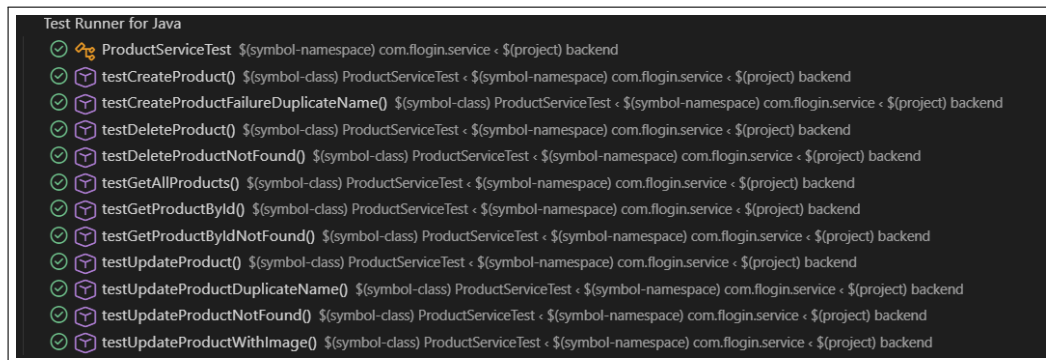 Test Runner for Java
ProductServiceTest $(symbol-namespace) com.flogin.service < $(project) backend
testCreateProduct() $(symbol-class) ProductServiceTest < $(symbol-namespace) com.flogin.service < $(project) backend
testCreateProductFailureDuplicateName() $(symbol-class) ProductServiceTest < $(symbol-namespace) com.flogin.service < $(project) backend
testDeleteProduct() $(symbol-class) ProductServiceTest < $(symbol-namespace) com.flogin.service < $(project) backend
testDeleteProductNotFound() $(symbol-class) ProductServiceTest < $(symbol-namespace) com.flogin.service < $(project) backend
testGetAllProducts() $(symbol-class) ProductServiceTest < $(symbol-namespace) com.flogin.service < $(project) backend
testGetProductById() $(symbol-class) ProductServiceTest < $(symbol-namespace) com.flogin.service < $(project) backend
testGetProductByIdNotFound() $(symbol-class) ProductServiceTest < $(symbol-namespace) com.flogin.service < $(project) backend
testUpdateProduct() $(symbol-class) ProductServiceTest < $(symbol-namespace) com.flogin.service < $(project) backend
testUpdateProductDuplicateName() $(symbol-class) ProductServiceTest < $(symbol-namespace) com.flogin.service < $(project) backend
testUpdateProductNotFound() $(symbol-class) ProductServiceTest < $(symbol-namespace) com.flogin.service < $(project) backend
testUpdateProductWithImage() $(symbol-class) ProductServiceTest < $(symbol-namespace) com.flogin.service < $(project) backend